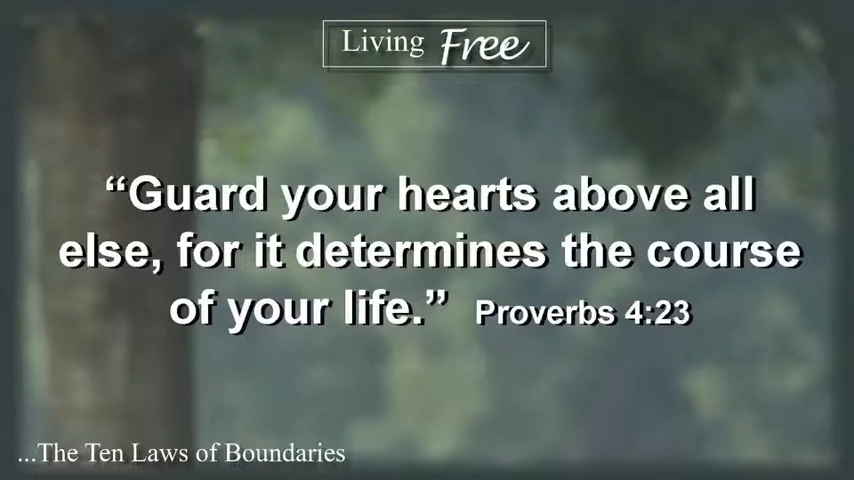 Living Free
“Guard your hearts above all
else, for it determines the course
of your life.” Proverbs 4:23
...The Ten Laws of Boundaries